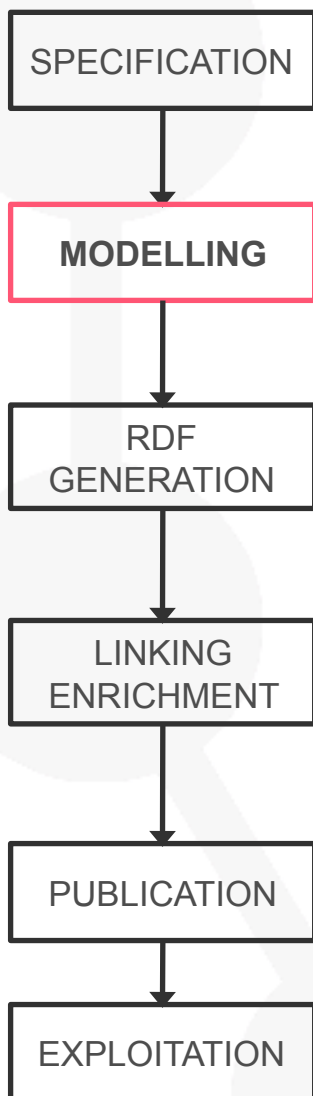 SPECIFICATION
MODELLING
RDF
GENERATION
LINKING
ENRICHMENT
PUBLICATION
EXPLOITATION